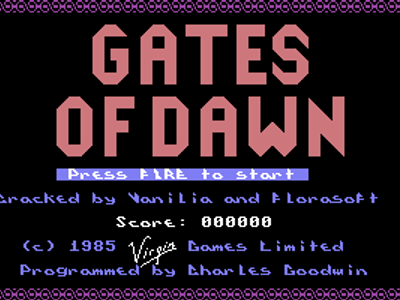 GATES
OF DAWN
Press FIRE to start
Cracked by Vanilia and Florasoft
Score: 000000
(c) 1985 Virgin Games Limited
Programmed by Charles Goodwin